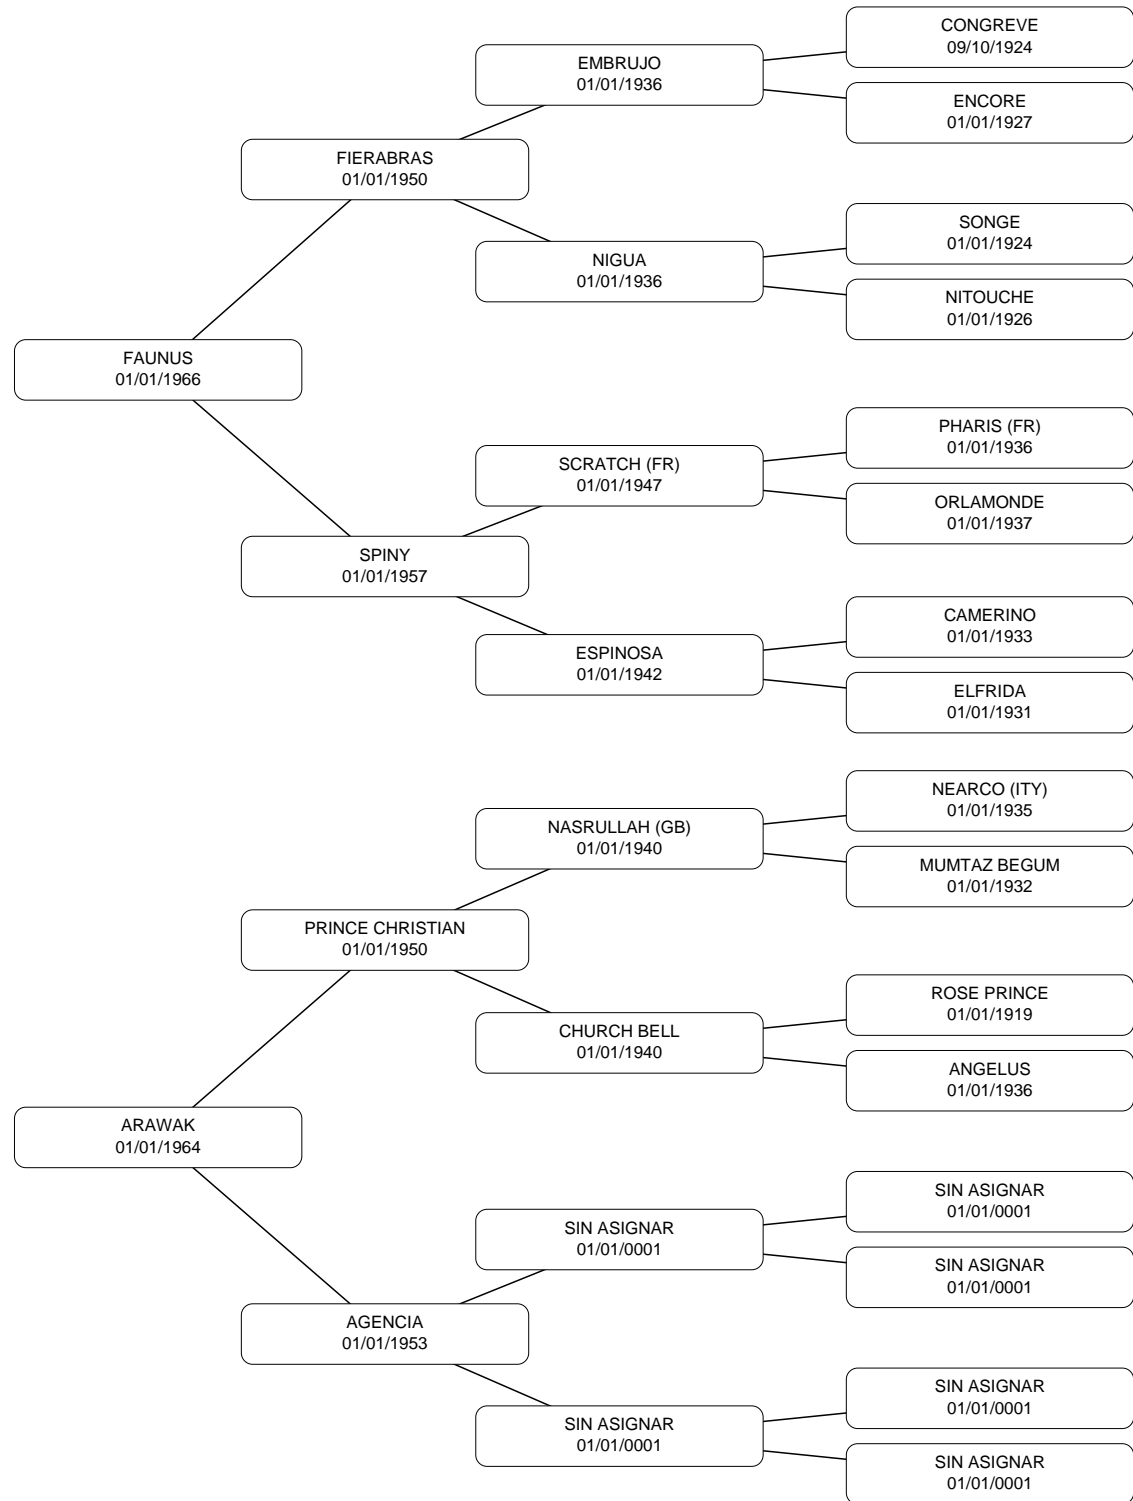 CONGREVE
09/10/1924
EMBRUJO
01/01/1936
ENCORE
01/01/1927
FIERABRAS
01/01/1950
SONGE
01/01/1924
NIGUA
01/01/1936
NITOUCHE
01/01/1926
FAUNUS
01/01/1966
PHARIS (FR)
01/01/1936
SCRATCH (FR)
01/01/1947
ORLAMONDE
01/01/1937
SPINY
01/01/1957
CAMERINO
01/01/1933
ESPINOSA
01/01/1942
ELFRIDA
01/01/1931
NEARCO (ITY)
01/01/1935
NASRULLAH (GB)
01/01/1940
MUMTAZ BEGUM
01/01/1932
PRINCE CHRISTIAN
01/01/1950
ROSE PRINCE
01/01/1919
CHURCH BELL
01/01/1940
ANGELUS
01/01/1936
ARAWAK
01/01/1964
SIN ASIGNAR
01/01/0001
SIN ASIGNAR
01/01/0001
SIN ASIGNAR
01/01/0001
AGENCIA
01/01/1953
SIN ASIGNAR
01/01/0001
SIN ASIGNAR
01/01/0001
SIN ASIGNAR
01/01/0001